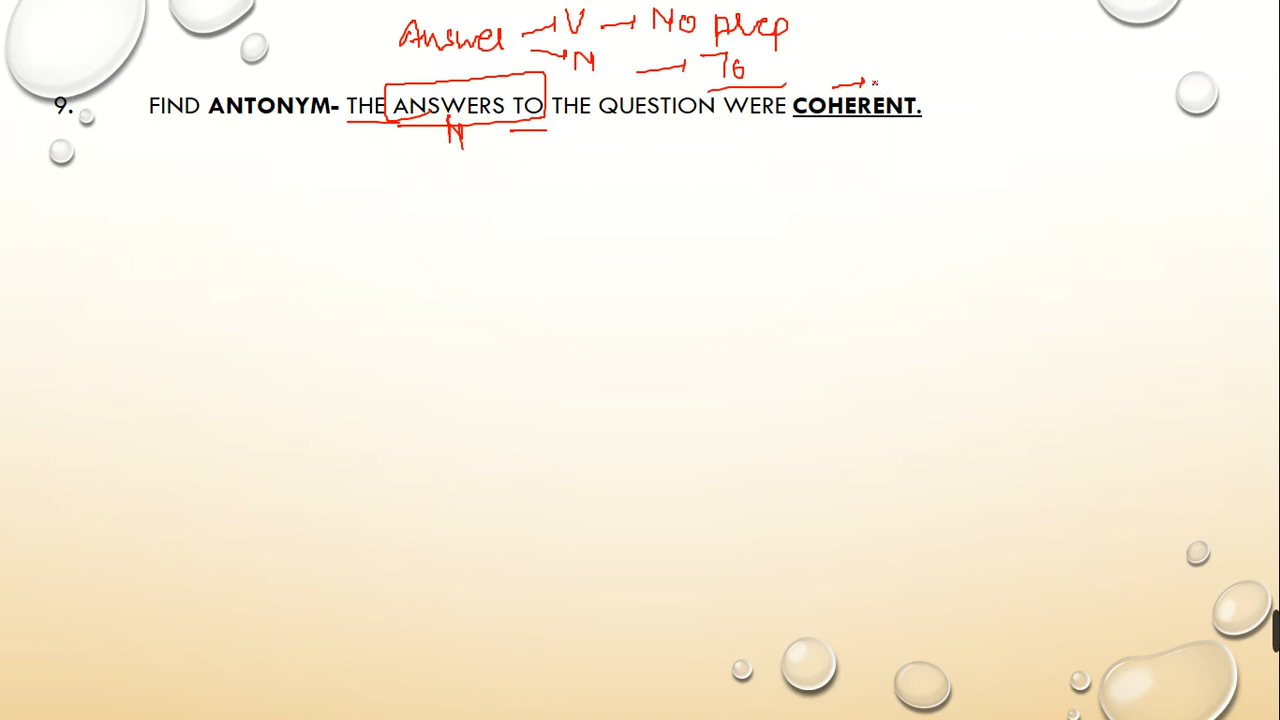 Answer → V → No prep
→ N → To
9. FIND ANTONYM- THE ANSWERS TO THE QUESTION WERE COHERENT. →
N